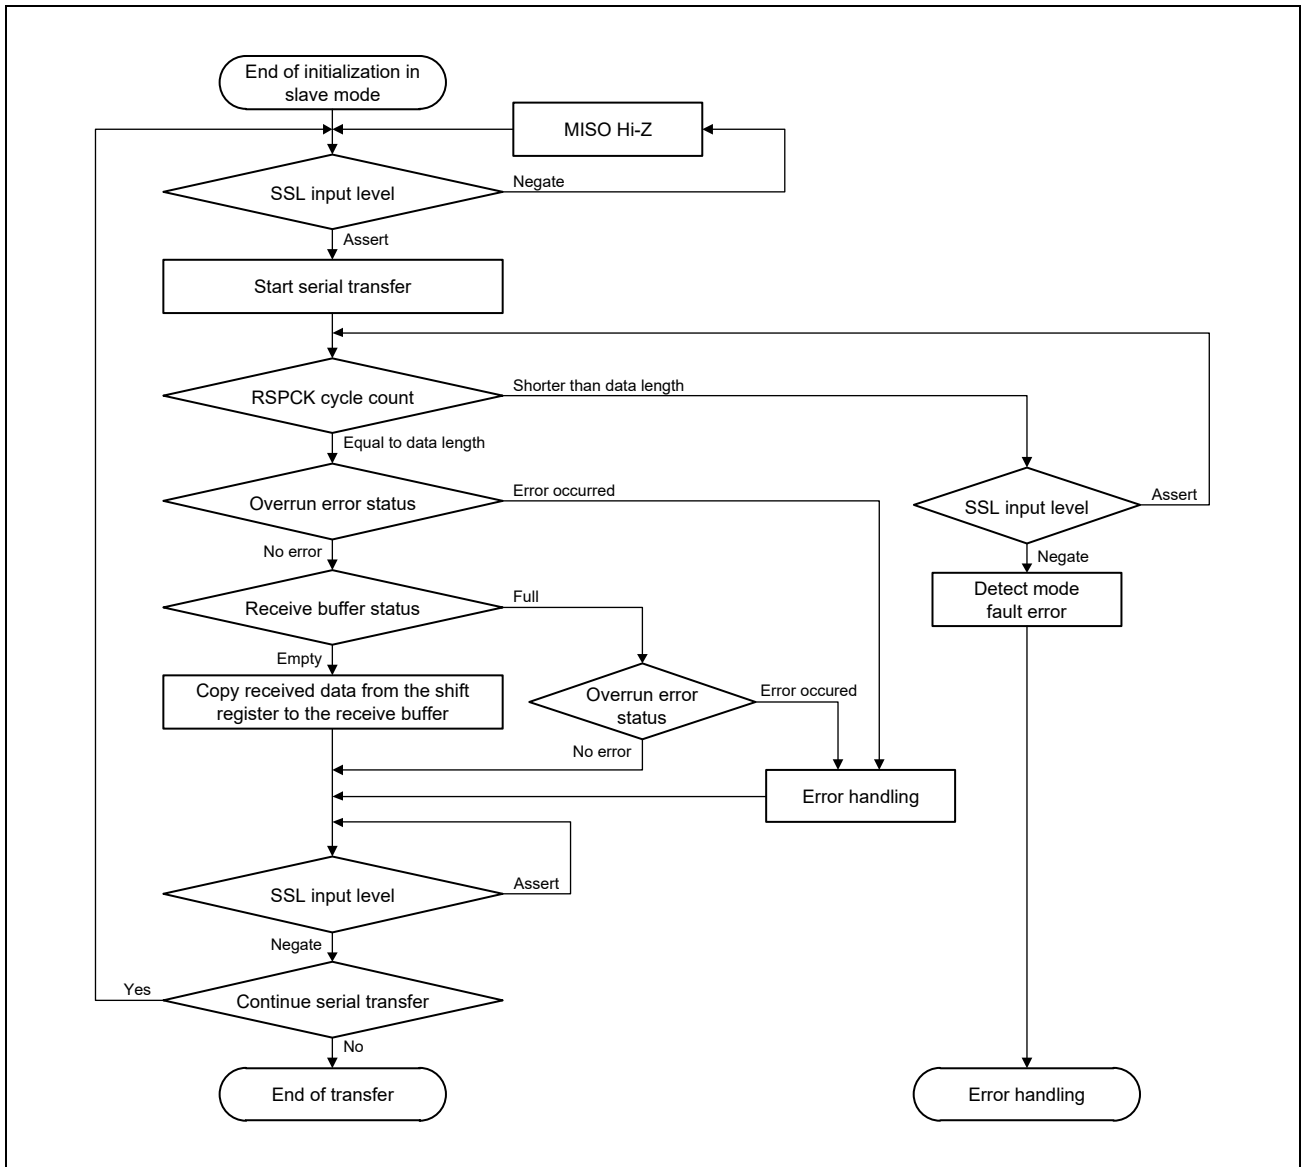 End of initialization in
slave mode
MISO Hi-Z
SSL input level
Negate
Assert
Start serial transfer
RSPCK cycle count
Shorter than data length
Equal to data length
Overrun error status
Error occurred
SSL input level
Assert
No error
Negate
Receive buffer status
Full
Detect mode
fault error
Empty
Copy received data from the shift
register to the receive buffer
Overrun error
status
Error occured
No error
Error handling
SSL input level
Assert
Negate
Yes
Continue serial transfer
No
End of transfer
Error handling